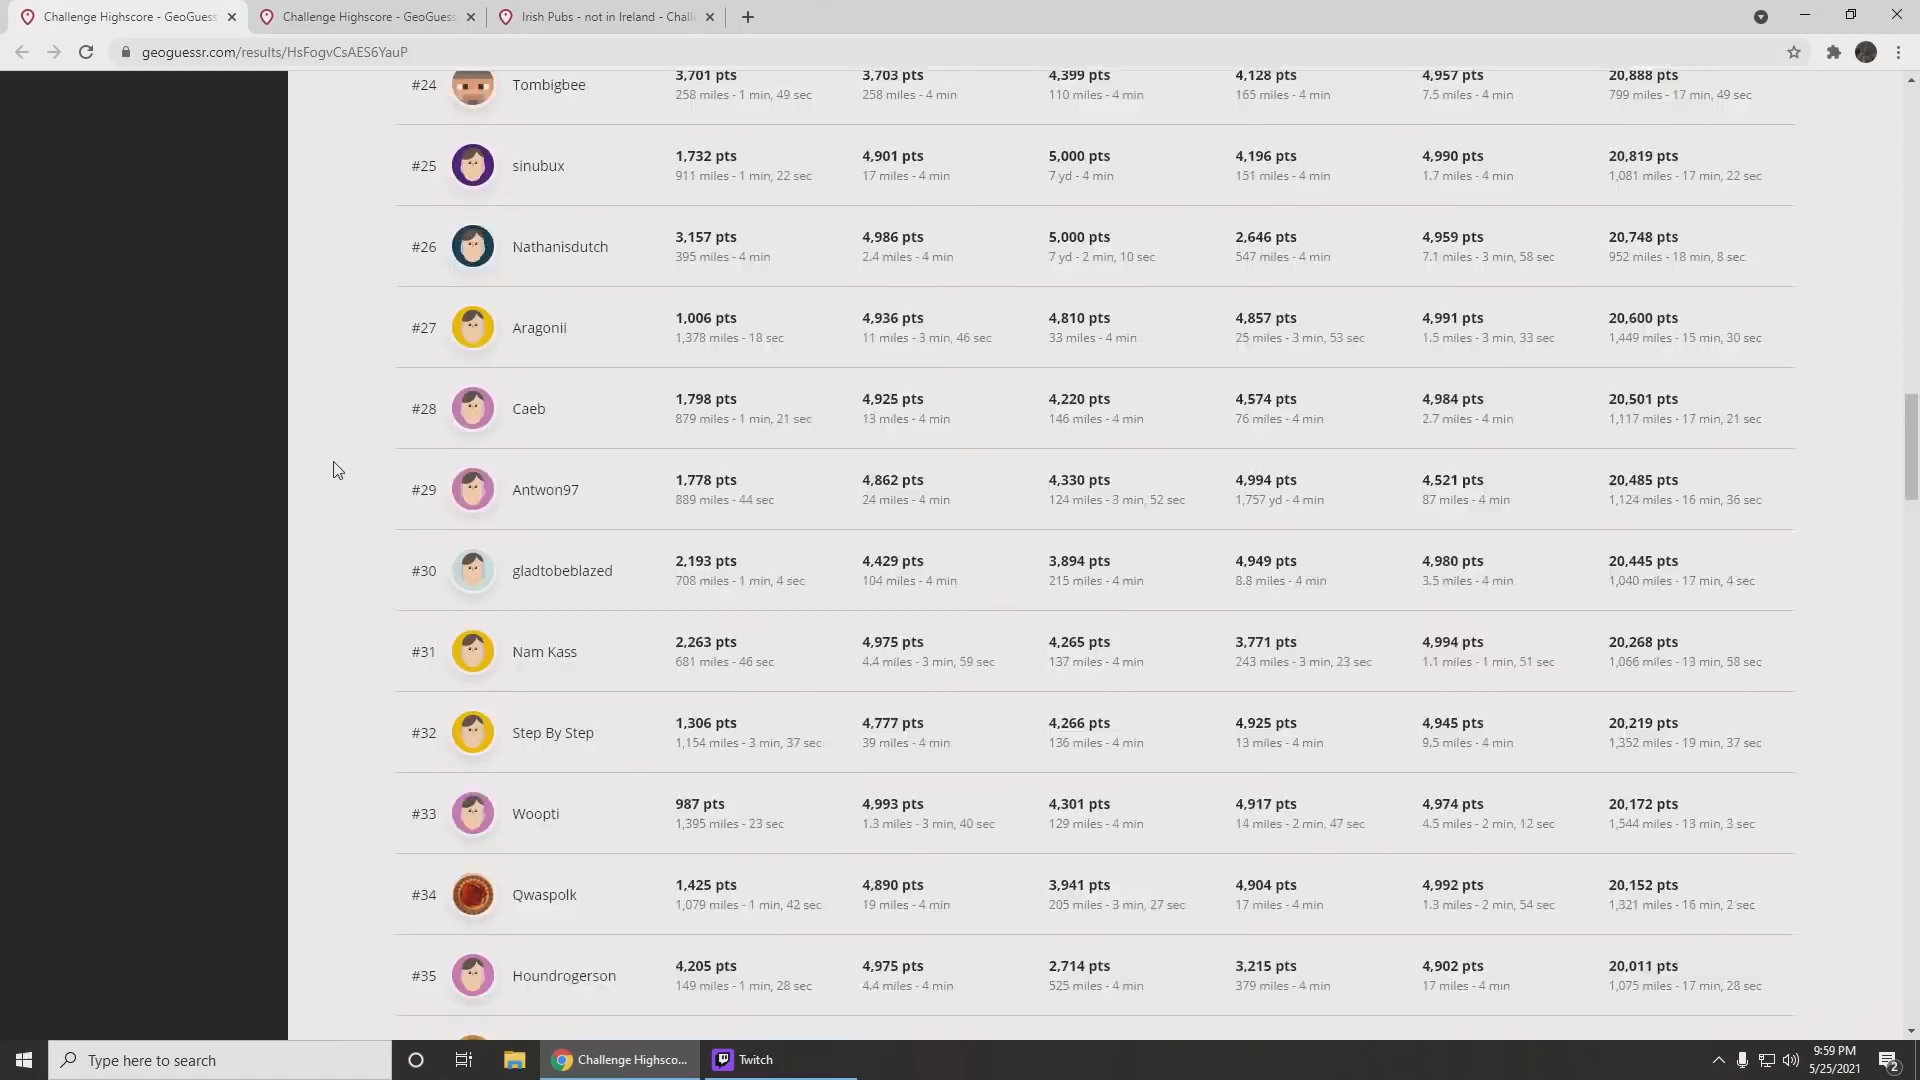 Challenge Highscore - GeoGuess
Challenge Highscore - GeoGuess
Irish Pubs - not in Ireland - Chall
geoguessr.com/results/HsFogvCsAES6YauP
#24 Tombigbee 3,701 pts 3,703 pts 4,399 pts 4,128 pts 4,957 pts 20,888 pts
258 miles - 1 min, 49 sec 258 miles - 4 min 110 miles - 4 min 165 miles - 4 min 7.5 miles - 4 min 799 miles - 17 min, 49 sec
#25 sinubux 1,732 pts 4,901 pts 5,000 pts 4,196 pts 4,990 pts 20,819 pts
911 miles - 1 min, 22 sec 17 miles - 4 min 7 yd - 4 min 151 miles - 4 min 1.7 miles - 4 min 1,081 miles - 17 min, 22 sec
#26 Nathanisdutch 3,157 pts 4,986 pts 5,000 pts 2,646 pts 4,959 pts 20,748 pts
395 miles - 4 min 2.4 miles - 4 min 7 yd - 2 min, 10 sec 547 miles - 4 min 7.1 miles - 3 min, 58 sec 952 miles - 18 min, 8 sec
#27 Aragonii 1,006 pts 4,936 pts 4,810 pts 4,857 pts 4,991 pts 20,600 pts
1,378 miles - 18 sec 11 miles - 3 min, 46 sec 33 miles - 4 min 25 miles - 3 min, 53 sec 1.5 miles - 3 min, 33 sec 1,449 miles - 15 min, 30 sec
#28 Caeb 1,798 pts 4,925 pts 4,220 pts 4,574 pts 4,984 pts 20,501 pts
879 miles - 1 min, 21 sec 13 miles - 4 min 146 miles - 4 min 76 miles - 4 min 2.7 miles - 4 min 1,117 miles - 17 min, 21 sec
#29 Antwon97 1,778 pts 4,862 pts 4,330 pts 4,994 pts 4,521 pts 20,485 pts
889 miles - 44 sec 24 miles - 4 min 124 miles - 3 min, 52 sec 1,757 yd - 4 min 87 miles - 4 min 1,124 miles - 16 min, 36 sec
#30 gladtobeblazed 2,193 pts 4,429 pts 3,894 pts 4,949 pts 4,980 pts 20,445 pts
708 miles - 1 min, 4 sec 104 miles - 4 min 215 miles - 4 min 8.8 miles - 4 min 3.5 miles - 4 min 1,040 miles - 17 min, 4 sec
#31 Nam Kass 2,263 pts 4,975 pts 4,265 pts 3,771 pts 4,994 pts 20,268 pts
681 miles - 46 sec 4.4 miles - 3 min, 59 sec 137 miles - 4 min 243 miles - 3 min, 23 sec 1.1 miles - 1 min, 51 sec 1,066 miles - 13 min, 58 sec
#32 Step By Step 1,306 pts 4,777 pts 4,266 pts 4,925 pts 4,945 pts 20,219 pts
1,154 miles - 3 min, 37 sec 39 miles - 4 min 136 miles - 4 min 13 miles - 4 min 9.5 miles - 4 min 1,352 miles - 19 min, 37 sec
#33 Woopti 987 pts 4,993 pts 4,301 pts 4,917 pts 4,974 pts 20,172 pts
1,395 miles - 23 sec 1.3 miles - 3 min, 40 sec 129 miles - 4 min 14 miles - 2 min, 47 sec 4.5 miles - 2 min, 12 sec 1,544 miles - 13 min, 3 sec
#34 Qwaspolk 1,425 pts 4,890 pts 3,941 pts 4,904 pts 4,992 pts 20,152 pts
1,079 miles - 1 min, 42 sec 19 miles - 4 min 205 miles - 3 min, 27 sec 17 miles - 4 min 1.3 miles - 2 min, 54 sec 1,321 miles - 16 min, 2 sec
#35 Houndrogerson 4,205 pts 4,975 pts 2,714 pts 3,215 pts 4,902 pts 20,011 pts
149 miles - 1 min, 28 sec 4.4 miles - 4 min 525 miles - 4 min 379 miles - 4 min 17 miles - 4 min 1,075 miles - 17 min, 28 sec
Type here to search
Challenge Highsco...
Twitch
9:59 PM
5/25/2021
2